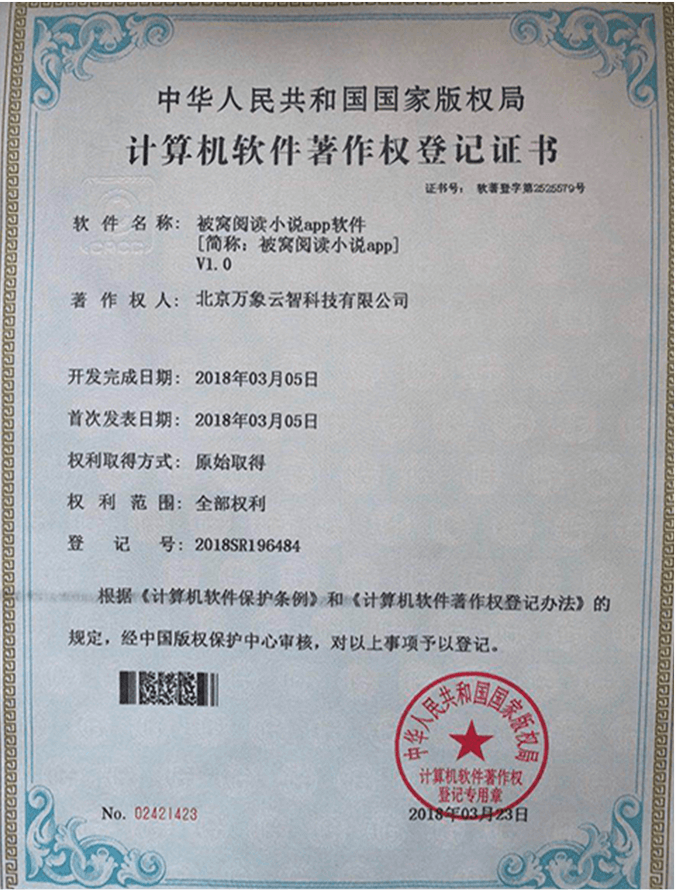 中华人民共和国国家版权局
计算机软件著作权登记证书
证书号： 软著登字第2525579号
软件名称： 被窝阅读小说app软件
[简称：被窝阅读小说app]
V1.0
著作权人： 北京万象云智科技有限公司
开发完成日期： 2018年03月05日
首次发表日期： 2018年03月05日
权利取得方式： 原始取得
权利范围： 全部权利
登记号： 2018SR196484
根据《计算机软件保护条例》和《计算机软件著作权登记办法》的
规定，经中国版权保护中心审核，对以上事项予以登记。
中华人民共和国国家版权局
计算机软件著作权
登记专用章
No. 02421423
2018年03月23日